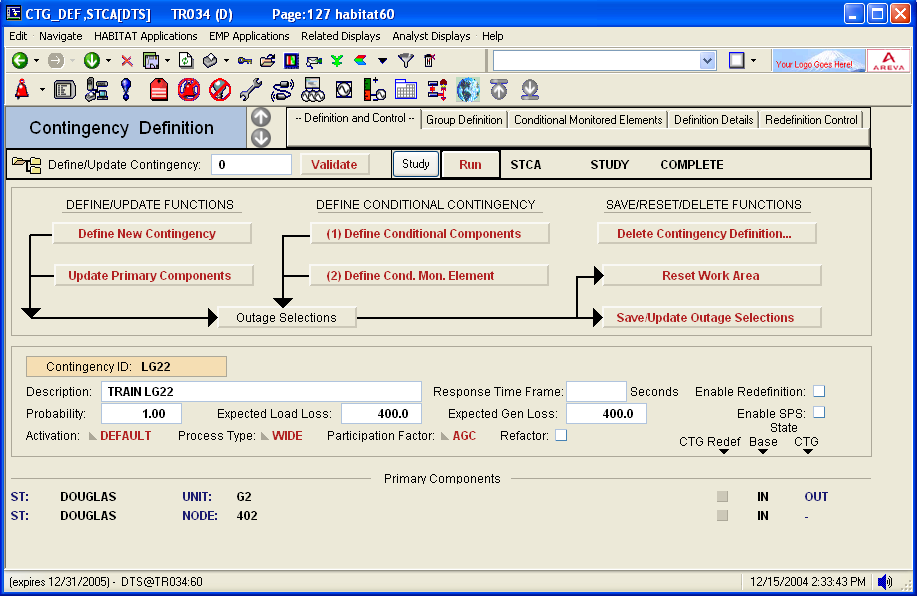 CTG_DEF,STCA[DTS] TR034 (D) Page:127 habitat60
Edit Navigate HABITAT Applications EMP Applications Related Displays Analyst Displays Help
Your Logo Goes Here!
AREVA
Contingency Definition
-- Definition and Control -- Group Definition Conditional Monitored Elements Definition Details Redefinition Control
Define/Update Contingency: 0 Validate Study Run STCA STUDY COMPLETE
DEFINE/UPDATE FUNCTIONS DEFINE CONDITIONAL CONTINGENCY SAVE/RESET/DELETE FUNCTIONS
Define New Contingency (1) Define Conditional Components Delete Contingency Definition...
Update Primary Components (2) Define Cond. Mon. Element Reset Work Area
Outage Selections Save/Update Outage Selections
Contingency ID: LG22
Description: TRAIN LG22 Response Time Frame: Seconds Enable Redefinition:
Probability: 1.00 Expected Load Loss: 400.0 Expected Gen Loss: 400.0 Enable SPS:
State
Activation: DEFAULT Process Type: WIDE Participation Factor: AGC Refactor:
CTG Redef Base CTG
Primary Components
ST: DOUGLAS UNIT: G2 IN OUT
ST: DOUGLAS NODE: 402 IN -
(expires 12/31/2005) - DTS@TR034:60 12/15/2004 2:33:43 PM